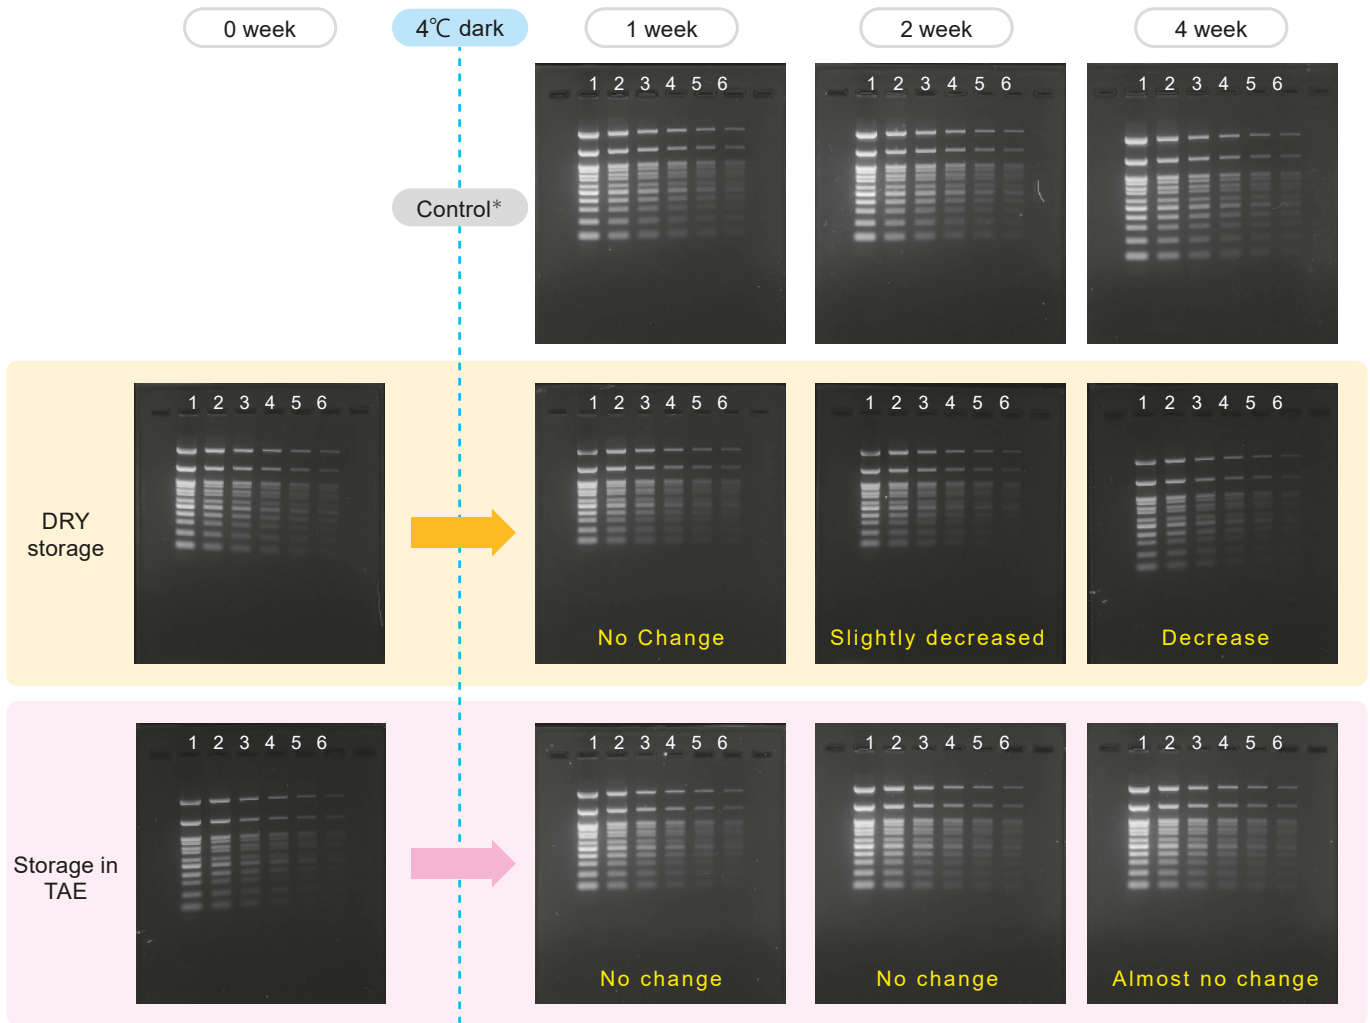 0 week
4℃ dark
1 week
2 week
4 week
1 2 3 4 5 6
1 2 3 4 5 6
1 2 3 4 5 6
Control*
1 2 3 4 5 6
1 2 3 4 5 6
1 2 3 4 5 6
1 2 3 4 5 6
DRY
storage
No Change
Slightly decreased
Decrease
1 2 3 4 5 6
1 2 3 4 5 6
1 2 3 4 5 6
1 2 3 4 5 6
Storage in
TAE
No change
No change
Almost no change